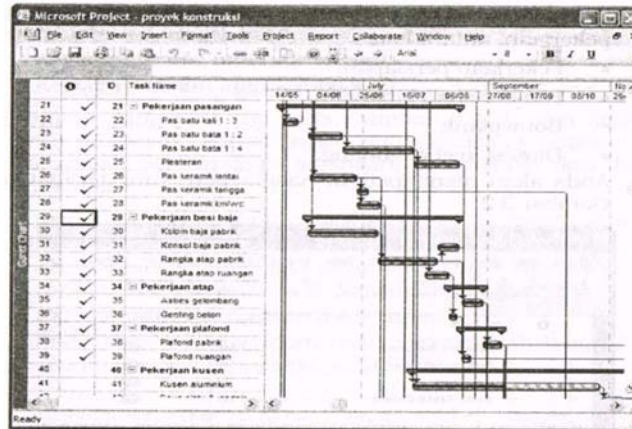 Microsoft Project - proyek konstruksi
File Edit View Insert Format Tools Project Report Collaborate Window Help
Arial 8 B I U
ID Task Name July September
14/05 04/06 25/06 16/07 06/08 27/08 17/09 08/10
21 21 Pekerjaan pasangan
22 22 Pas batu kali 1 : 3
23 23 Pas batu bata 1 : 2
24 24 Pas batu bata 1 : 4
25 25 Plesteran
26 26 Pas keramik lantai
27 27 Pas keramik tangga
28 28 Pas keramik km/wc
29 29 Pekerjaan besi baja
30 30 Kolom baja pabrik
31 31 Konsol baja pabrik
32 32 Rangka atap pabrik
33 33 Rangka atap ruangan
34 34 Pekerjaan atap
35 35 Asbes gelombang
36 36 Genting beton
37 37 Pekerjaan plafond
38 38 Plafond pabrik
39 39 Plafond ruangan
40 40 Pekerjaan kusen
41 41 Kusen aluminium
Gantt Chart
Ready